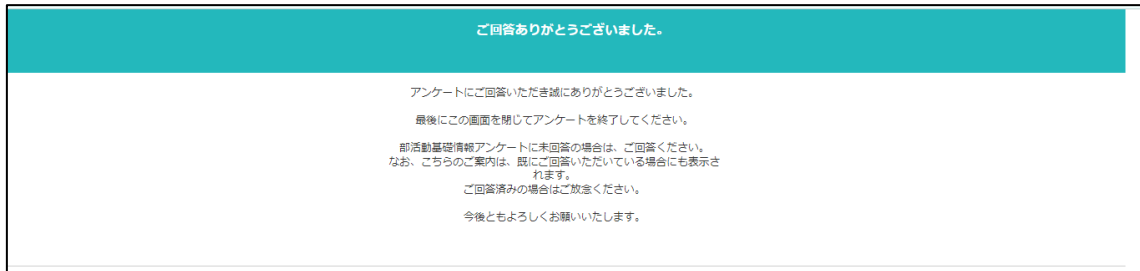 ご回答ありがとうございました。
アンケートにご回答いただき誠にありがとうございました。
最後にこの画面を閉じてアンケートを終了してください。
部活動基礎情報アンケートに未回答の場合は、ご回答ください。
なお、こちらのご案内は、既にご回答いただいている場合にも表示さ
れます。
ご回答済みの場合はご放念ください。
今後ともよろしくお願いいたします。